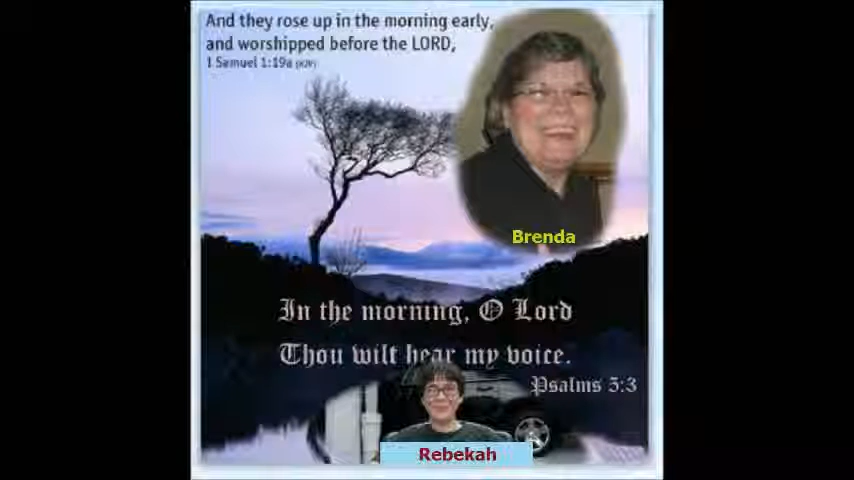 And they rose up in the morning early,
and worshipped before the LORD,
1 Samuel 1:19a (KJV)
Brenda
In the morning, O Lord
Thou wilt hear my voice.
Psalms 5:3
Rebekah